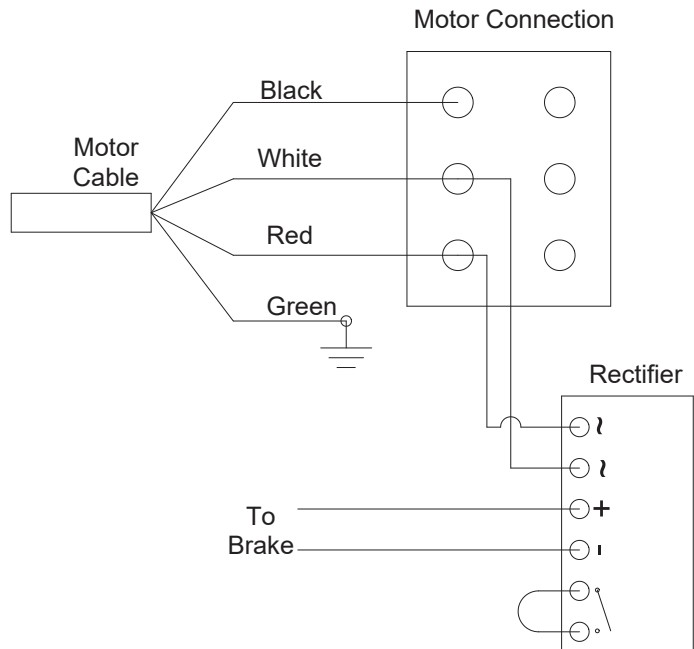 Motor Connection
Black
Motor
Cable
White
Red
Green
Rectifier
~
~
+
To
Brake
-